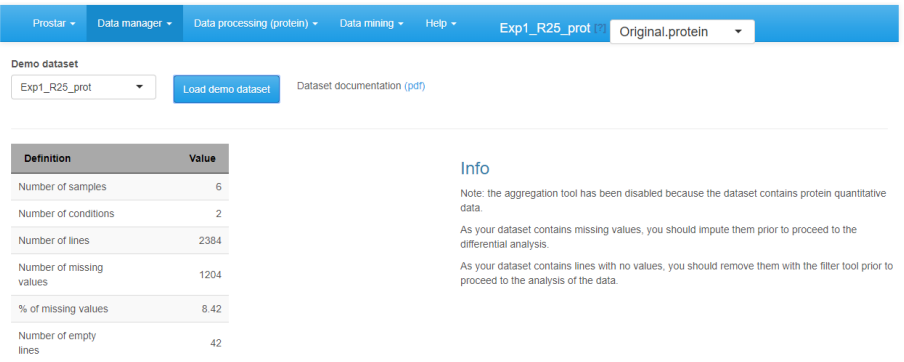 Prostar Data manager Data processing (protein) Data mining Help Exp1_R25_prot [?] Original.protein
Demo dataset
Exp1_R25_prot Load demo dataset Dataset documentation (pdf)
Definition Value
Number of samples 6
Number of conditions 2
Number of lines 2384
Number of missing
values 1204
% of missing values 8.42
Number of empty
lines 42
Info
Note: the aggregation tool has been disabled because the dataset contains protein quantitative
data.
As your dataset contains missing values, you should impute them prior to proceed to the
differential analysis.
As your dataset contains lines with no values, you should remove them with the filter tool prior to
proceed to the analysis of the data.